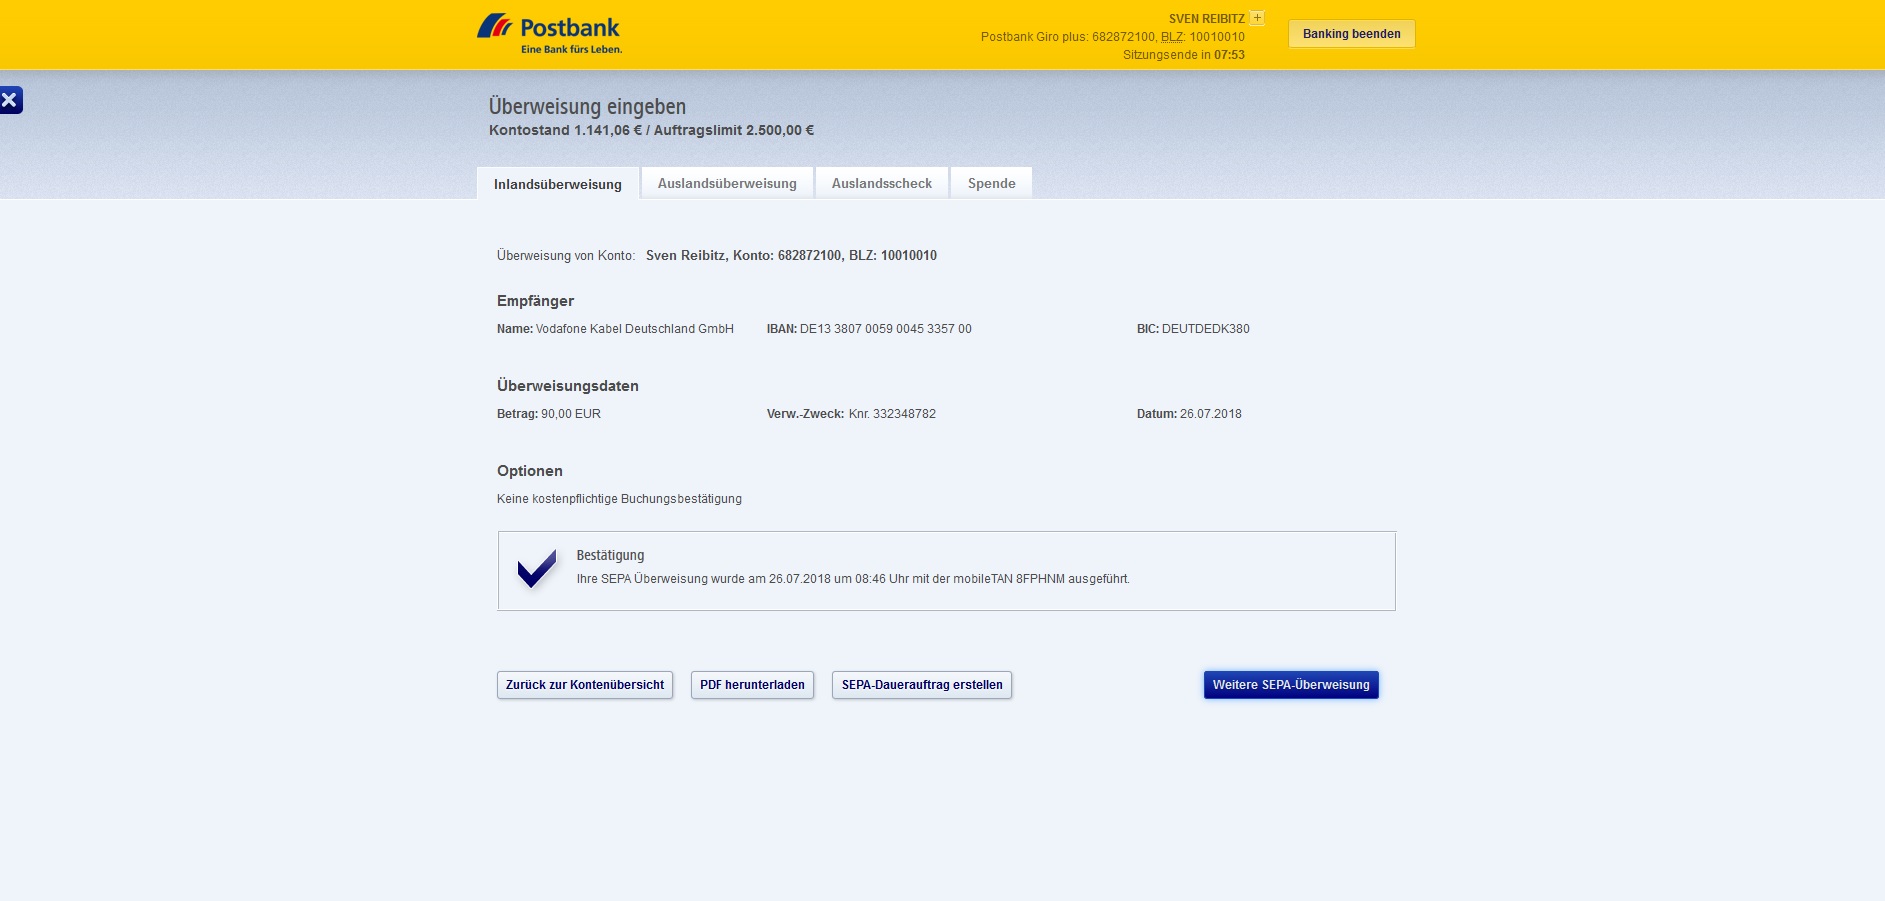 Postbank
Eine Bank fürs Leben.
SVEN REIBITZ +
Postbank Giro plus: 682872100, BLZ: 10010010
Sitzungsende in 07:53
Banking beenden
Überweisung eingeben
Kontostand 1.141,06 € / Auftragslimit 2.500,00 €
Inlandsüberweisung Auslandsüberweisung Auslandsscheck Spende
Überweisung von Konto: Sven Reibitz, Konto: 682872100, BLZ: 10010010
Empfänger
Name: Vodafone Kabel Deutschland GmbH IBAN: DE13 3807 0059 0045 3357 00 BIC: DEUTDEDK380
Überweisungsdaten
Betrag: 90,00 EUR Verw.-Zweck: Knr. 332348782 Datum: 26.07.2018
Optionen
Keine kostenpflichtige Buchungsbestätigung
Bestätigung
Ihre SEPA Überweisung wurde am 26.07.2018 um 08:46 Uhr mit der mobileTAN 8FPHNM ausgeführt.
Zurück zur Kontenübersicht PDF herunterladen SEPA-Dauerauftrag erstellen Weitere SEPA-Überweisung